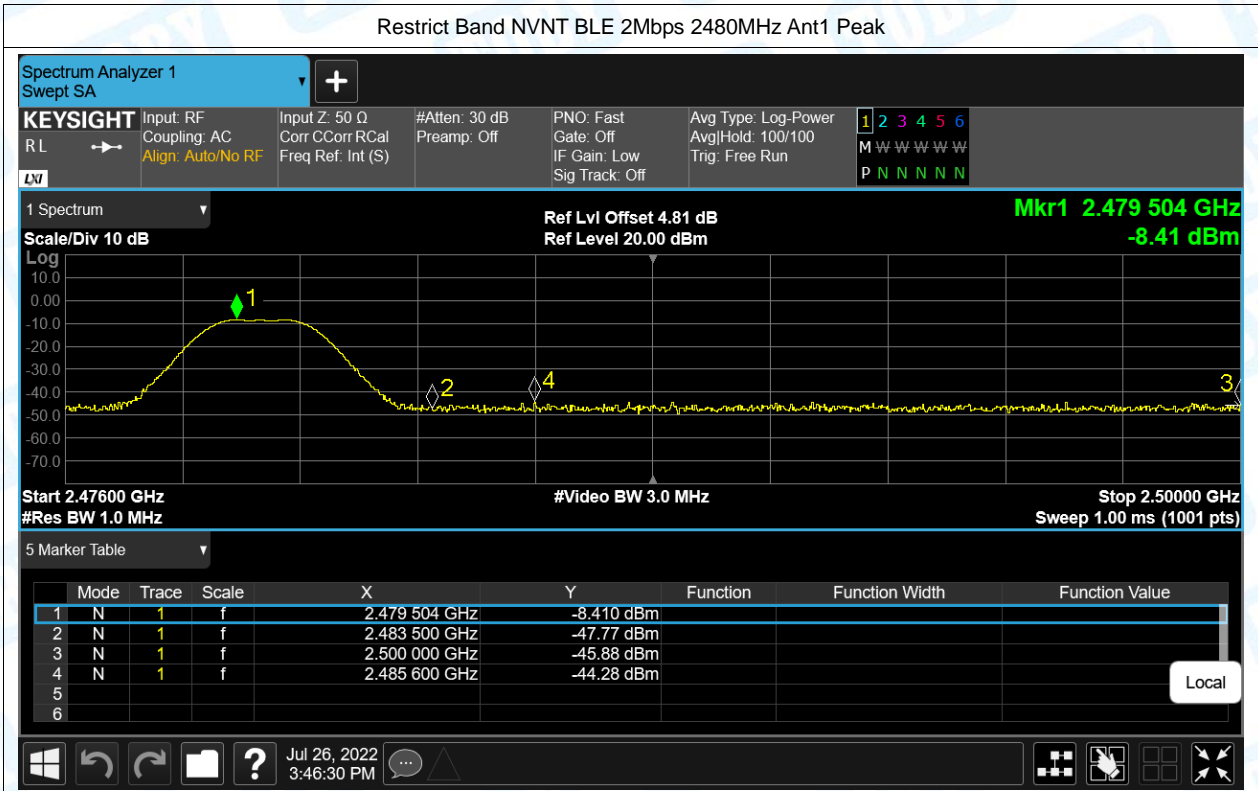 Restrict Band NVNT BLE 2Mbps 2480MHz Ant1 Peak
Spectrum Analyzer 1
Swept SA
+
KEYSIGHT
RL
LXI
Input: RF
Coupling: AC
Align: Auto/No RF
Input Z: 50 Ω
Corr CCorr RCal
Freq Ref: Int (S)
#Atten: 30 dB
Preamp: Off
PNO: Fast
Gate: Off
IF Gain: Low
Sig Track: Off
Avg Type: Log-Power
Avg|Hold: 100/100
Trig: Free Run
1 2 3 4 5 6
M W W W W W
P N N N N N
1 Spectrum
Scale/Div 10 dB
Ref Lvl Offset 4.81 dB
Ref Level 20.00 dBm
Mkr1 2.479 504 GHz
-8.41 dBm
Log
10.0
0.00
-10.0
-20.0
-30.0
-40.0
-50.0
-60.0
-70.0
1
2
4
3
Start 2.47600 GHz
#Res BW 1.0 MHz
#Video BW 3.0 MHz
Stop 2.50000 GHz
Sweep 1.00 ms (1001 pts)
5 Marker Table
Mode Trace Scale X Y Function Function Width Function Value
1 N 1 f 2.479 504 GHz -8.410 dBm
2 N 1 f 2.483 500 GHz -47.77 dBm
3 N 1 f 2.500 000 GHz -45.88 dBm
4 N 1 f 2.485 600 GHz -44.28 dBm
5
6
Local
?
Jul 26, 2022
3:46:30 PM